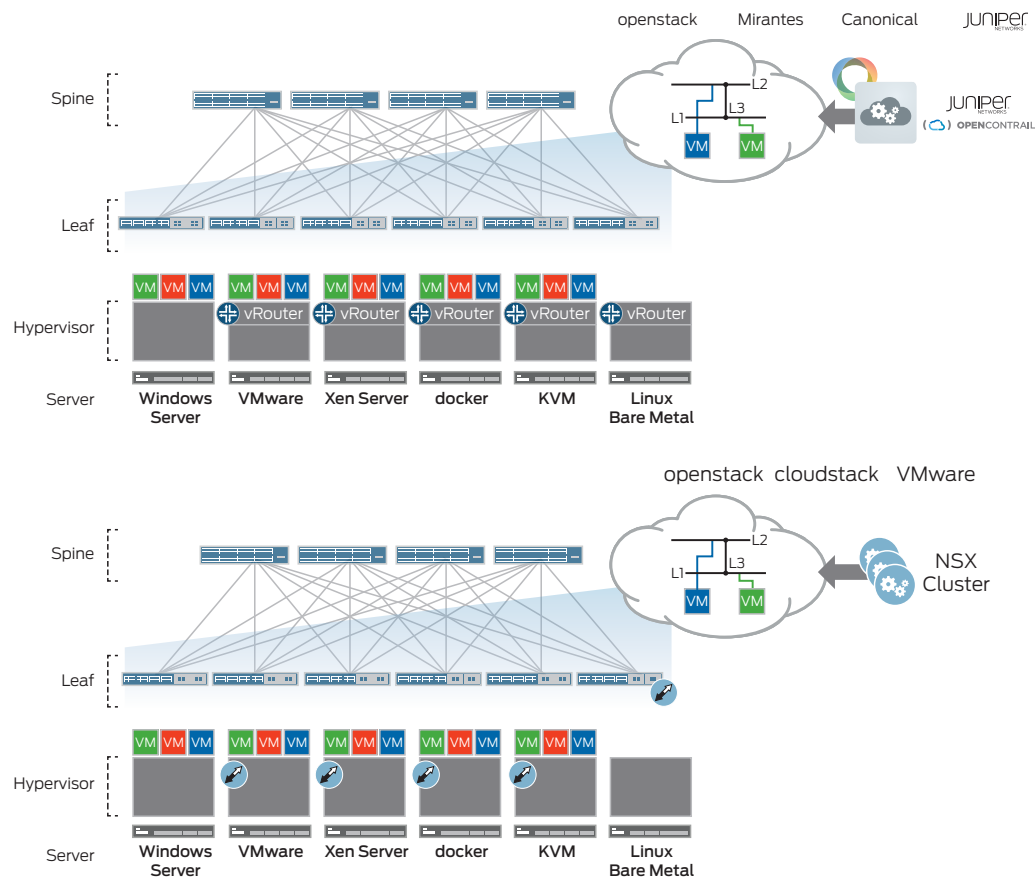 openstack Mirantes Canonical JUNIPER
NETWORKS
Spine
L2
L1 L3
VM VM
JUNIPER
NETWORKS
OPENCONTRAIL
Leaf
VM VM VM VM VM VM VM VM VM VM VM VM VM VM VM
Hypervisor
vRouter vRouter vRouter vRouter vRouter
Server
Windows Server VMware Xen Server docker KVM Linux Bare Metal
openstack cloudstack VMware
Spine
L2
L1 L3
VM VM
NSX
Cluster
Leaf
VM VM VM VM VM VM VM VM VM VM VM VM VM VM VM
Hypervisor
Server
Windows Server VMware Xen Server docker KVM Linux Bare Metal